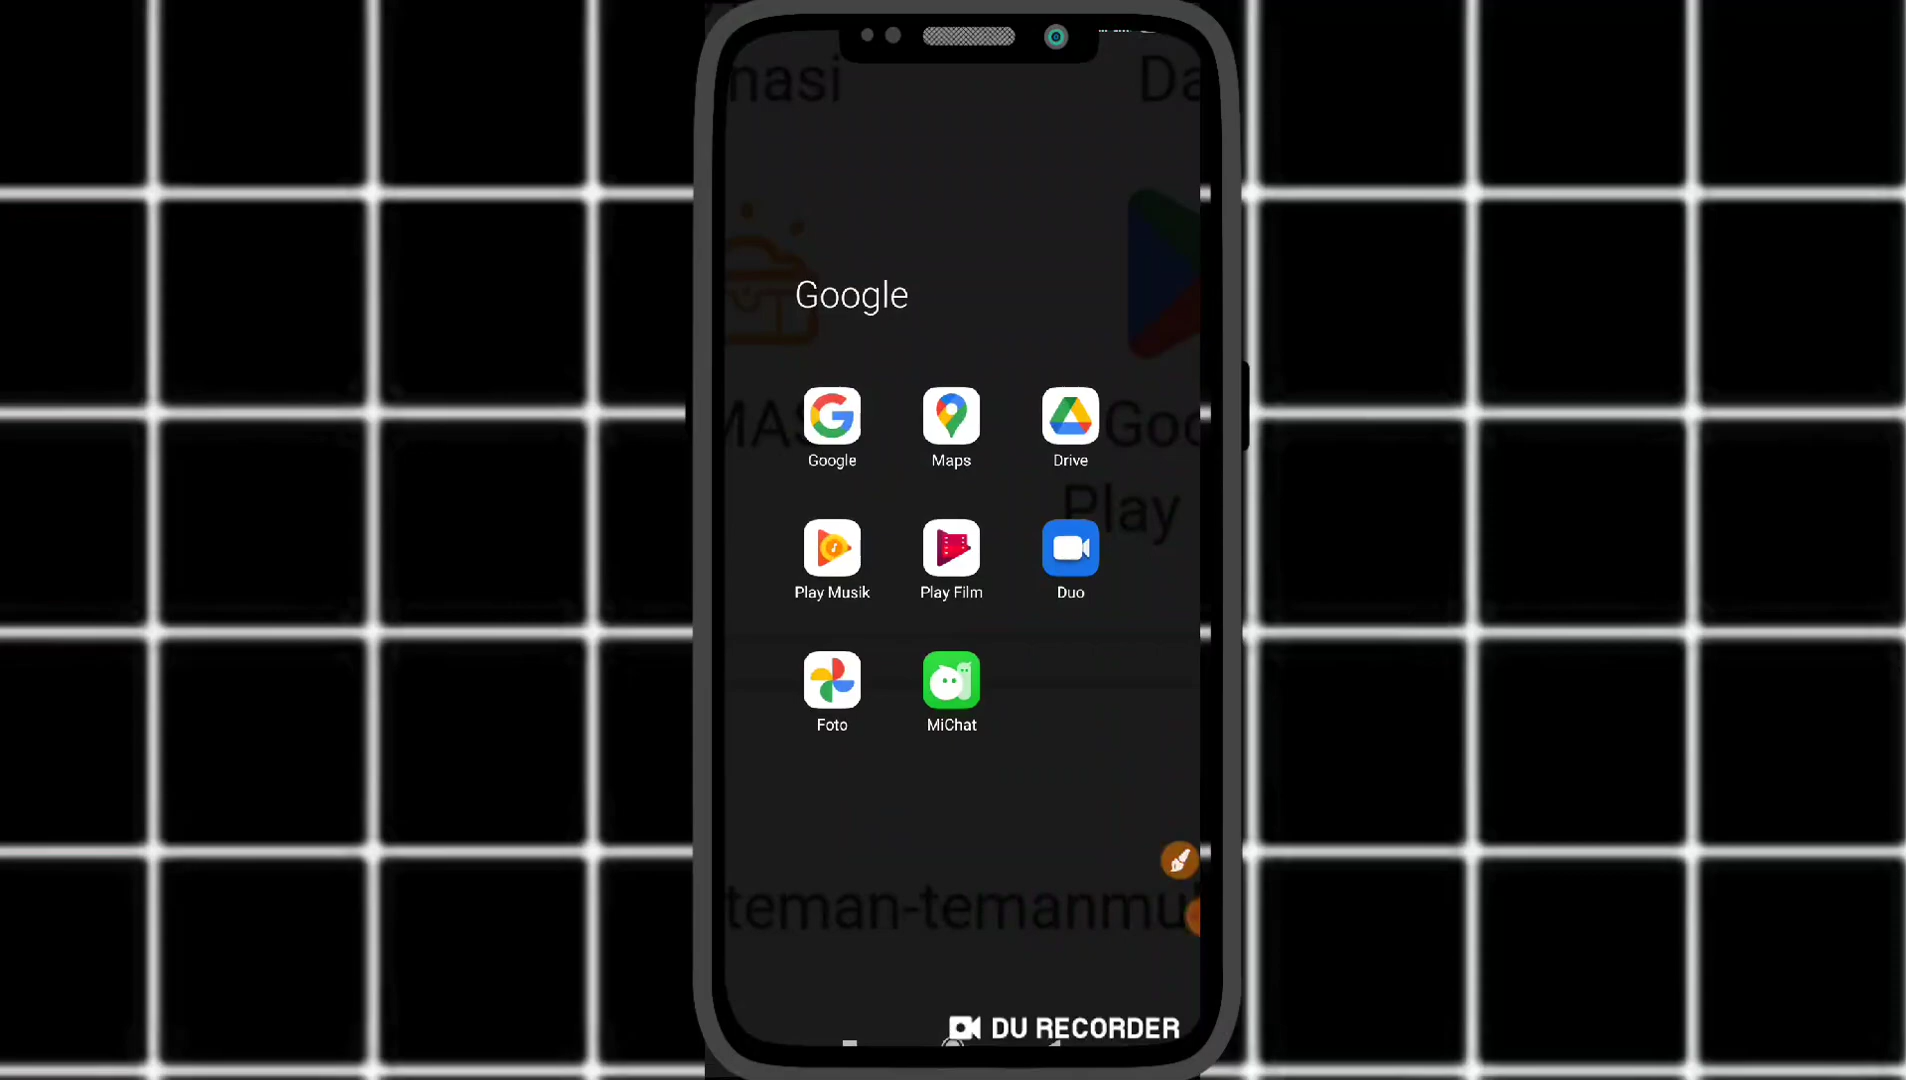 nasi
Da
Google
MAS
Goo
Play
Google
Maps
Drive
Play Musik
Play Film
Duo
Foto
MiChat
teman-temanmu
DU RECORDER